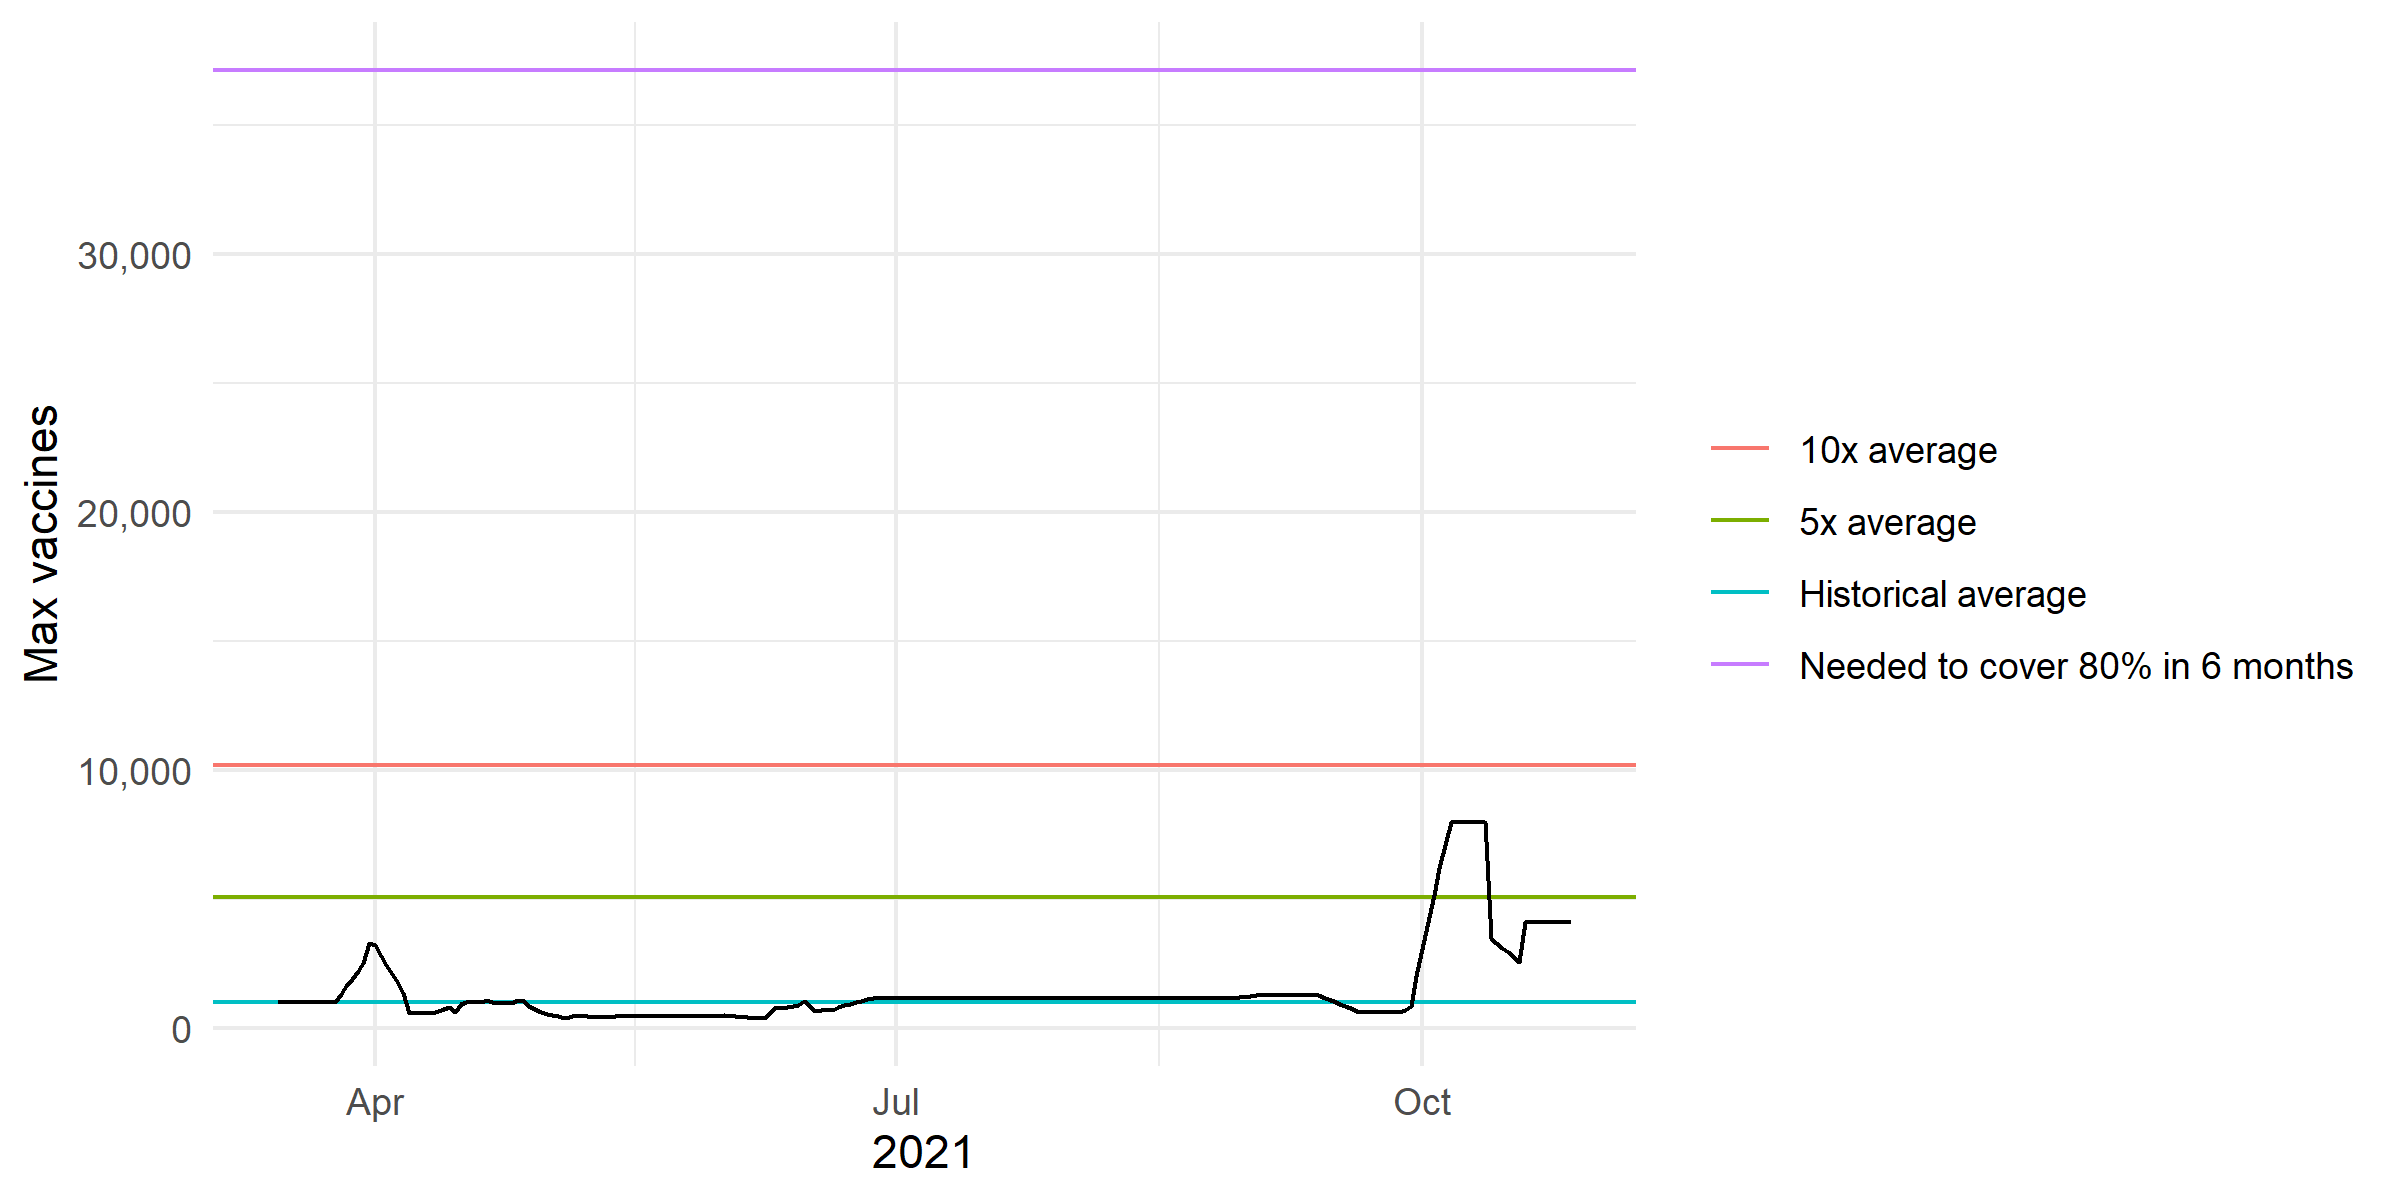 Max vaccines
30,000
20,000
10,000
0
Apr
Jul
Oct
2021
10x average
5x average
Historical average
Needed to cover 80% in 6 months